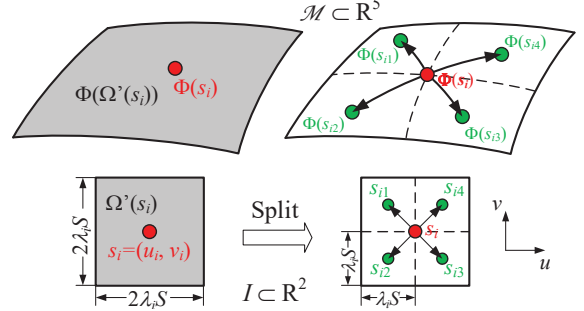 ℳ ⊂ R⁵
Φ(Ω’(sᵢ))
Φ(sᵢ)
Φ(sᵢ₁)
Φ(sᵢ₄)
Φ(sᵢ)
Φ(sᵢ₂)
Φ(sᵢ₃)
2λᵢS
Ω’(sᵢ)
sᵢ=(uᵢ, vᵢ)
2λᵢS
Split
I ⊂ R²
sᵢ₁
sᵢ₄
sᵢ
sᵢ₂
sᵢ₃
λᵢS
λᵢS
v
u